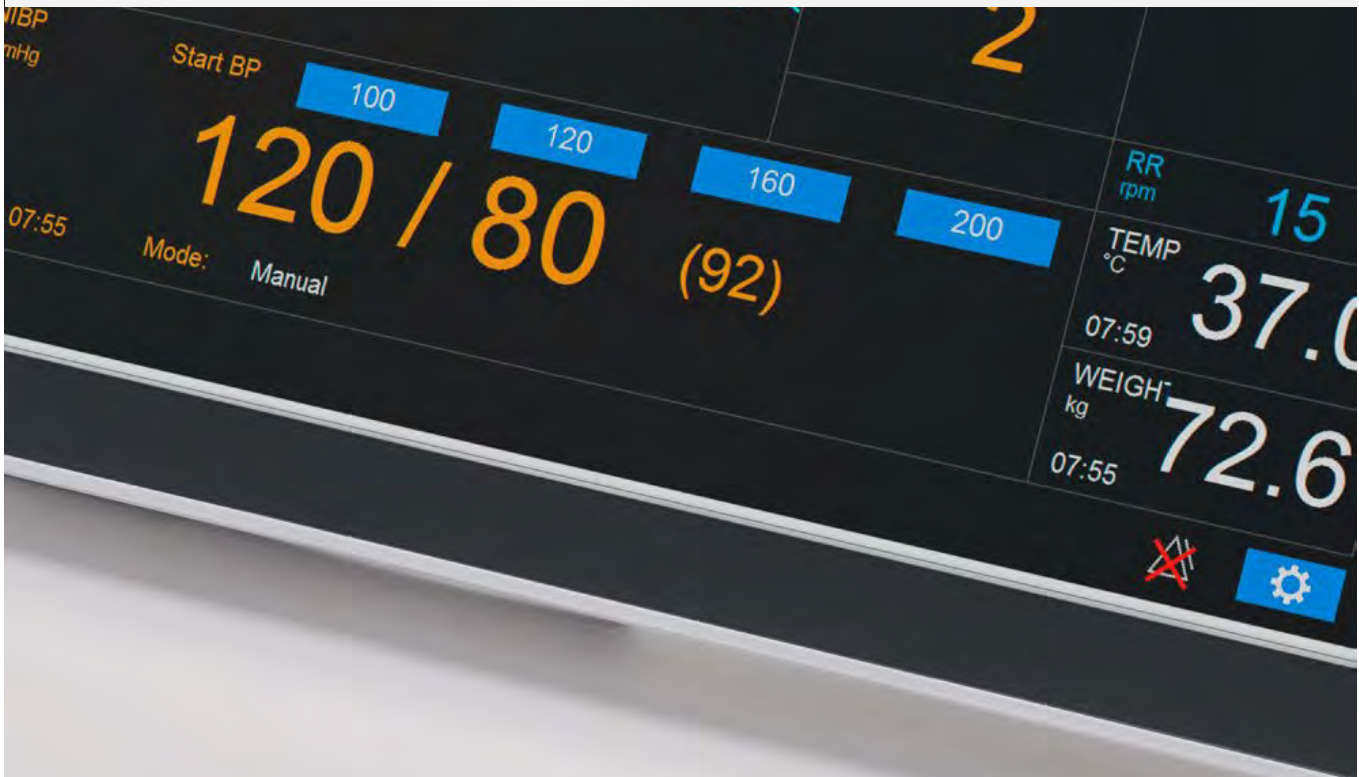 NIBP
mmHg
Start BP
100
120
160
200
120 / 80 (92)
07:55
Mode: Manual
2
RR
rpm
15
TEMP
°C
37.0
07:59
WEIGHT
kg
72.6
07:55